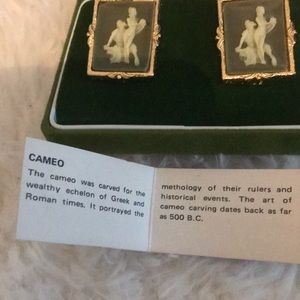 CAMEO
The cameo was carved for the
wealthy echelon of Greek and
Roman times. It portrayed the
methology of their rulers and
historical events. The art of
cameo carving dates back as far
as 500 B.C.